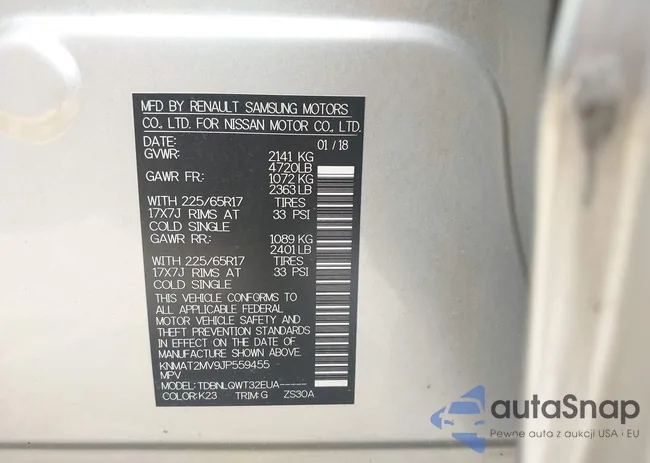 MFD BY RENAULT SAMSUNG MOTORS
CO., LTD. FOR NISSAN MOTOR CO., LTD.
DATE: 01 / 18
GVWR: 2141 KG
4720LB
GAWR FR: 1072 KG
2363 LB
WITH 225/65R17 TIRES
17X7J RIMS AT 33 PSI
COLD SINGLE
GAWR RR: 1089 KG
2401 LB
WITH 225/65R17 TIRES
17X7J RIMS AT 33 PSI
COLD SINGLE
THIS VEHICLE CONFORMS TO
ALL APPLICABLE FEDERAL
MOTOR VEHICLE SAFETY AND
THEFT PREVENTION STANDARDS
IN EFFECT ON THE DATE OF
MANUFACTURE SHOWN ABOVE.
KNMAT2MV9JP559455
MPV
MODEL: TDBNLQWT32EUA-----
COLOR:K23 TRIM:G ZS30A
autaSnap
Pewne auta z aukcji USA i EU